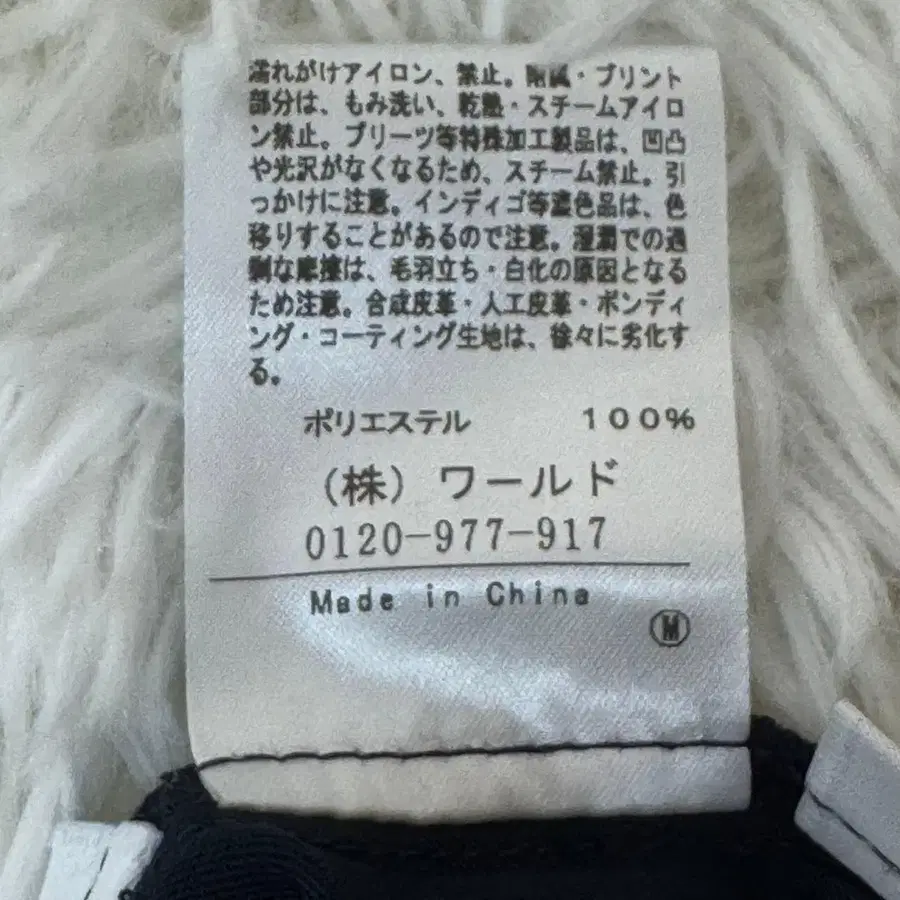 濡れがけアイロン、禁止。附属・プリント
部分は、もみ洗い、乾熱・スチームアイロ
ン禁止。プリーツ等特殊加工製品は、凹凸
や光沢がなくなるため、スチーム禁止。引
っかけに注意。インディゴ等濃色品は、色
移りすることがあるので注意。湿潤での過
剰な摩擦は、毛羽立ち・白化の原因となる
ため注意。合成皮革・人工皮革・ボンディ
ング・コーティング生地は、徐々に劣化す
る。
ポリエステル 100%
(株) ワールド
0120-977-917
Made in China
M